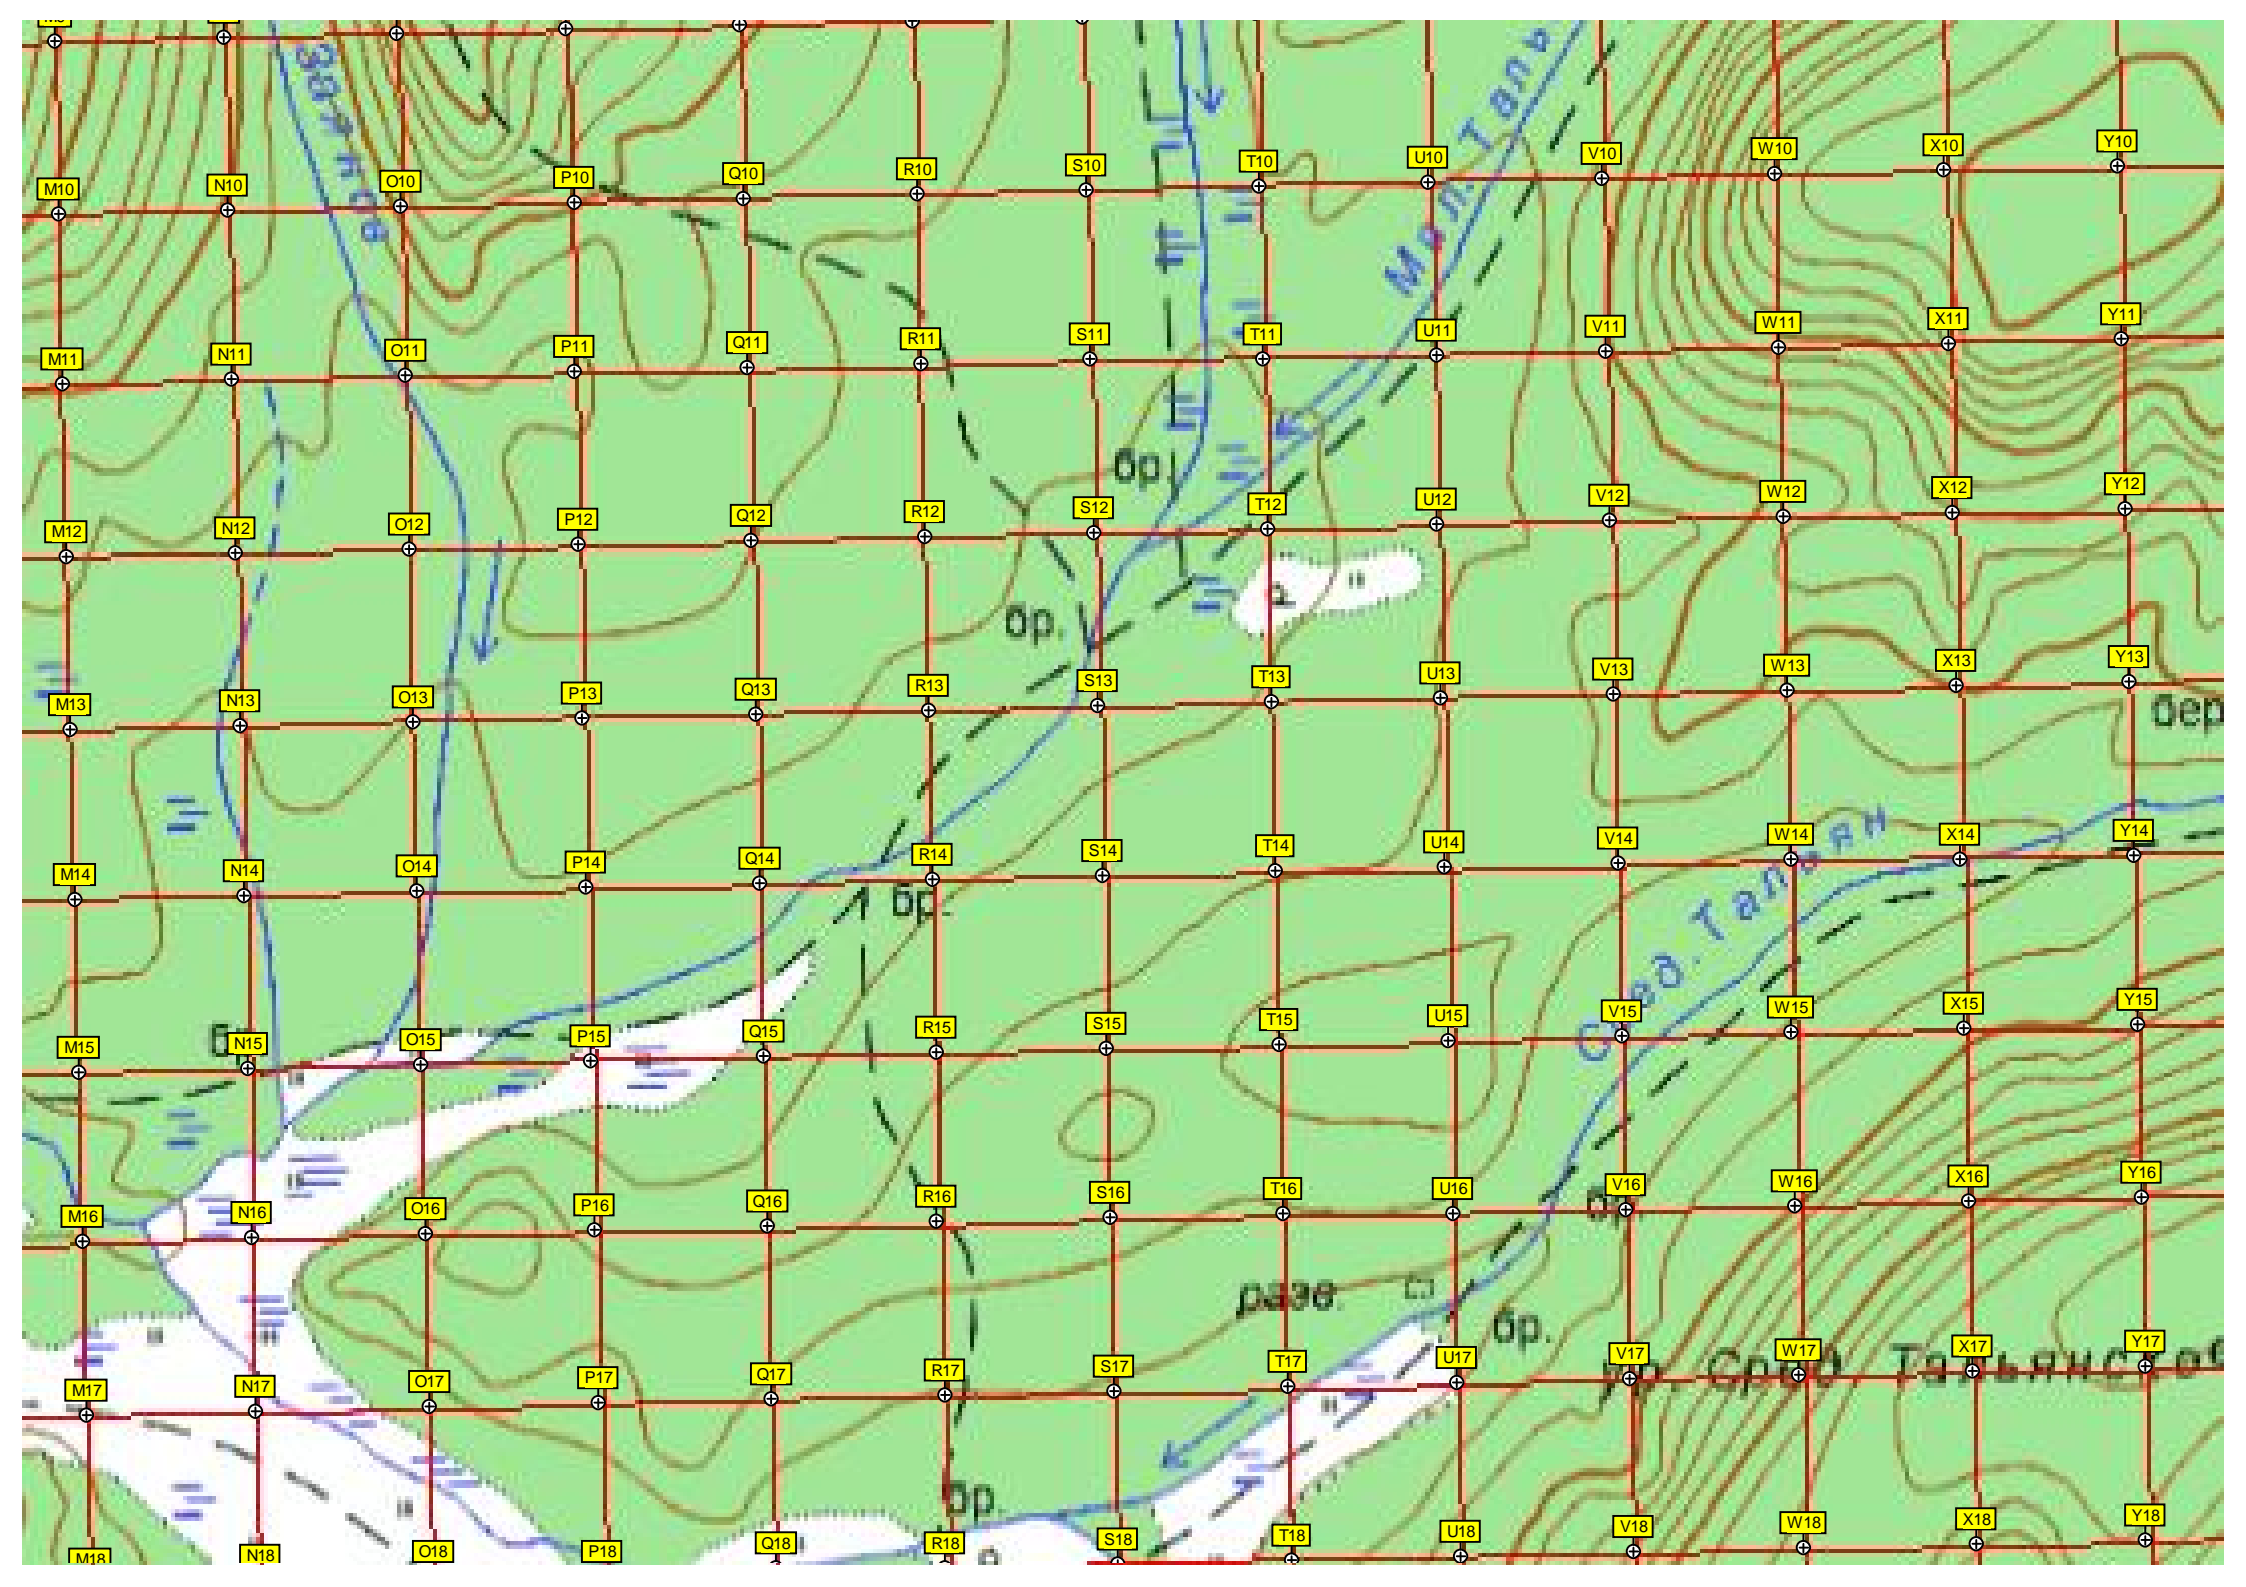 Заумное
Мал. Таль
M10 N10 O10 P10 Q10 R10 S10 T10 U10 V10 W10 X10 Y10
M11 N11 O11 P11 Q11 R11 S11 T11 U11 V11 W11 X11 Y11
бр.
M12 N12 O12 P12 Q12 R12 S12 T12 U12 V12 W12 X12 Y12
бр.
M13 N13 O13 P13 Q13 R13 S13 T13 U13 V13 W13 X13 Y13
бер
M14 N14 O14 P14 Q14 R14 S14 T14 U14 V14 W14 X14 Y14
бр.
Сред. Тальян
M15 N15 O15 P15 Q15 R15 S15 T15 U15 V15 W15 X15 Y15
M16 N16 O16 P16 Q16 R16 S16 T16 U16 V16 W16 X16 Y16
разв.
бр.
M17 N17 O17 P17 Q17 R17 S17 T17 U17 V17 W17 X17 Y17
ур. Сред. Тальянское
бр.
M18 N18 O18 P18 Q18 R18 S18 T18 U18 V18 W18 X18 Y18